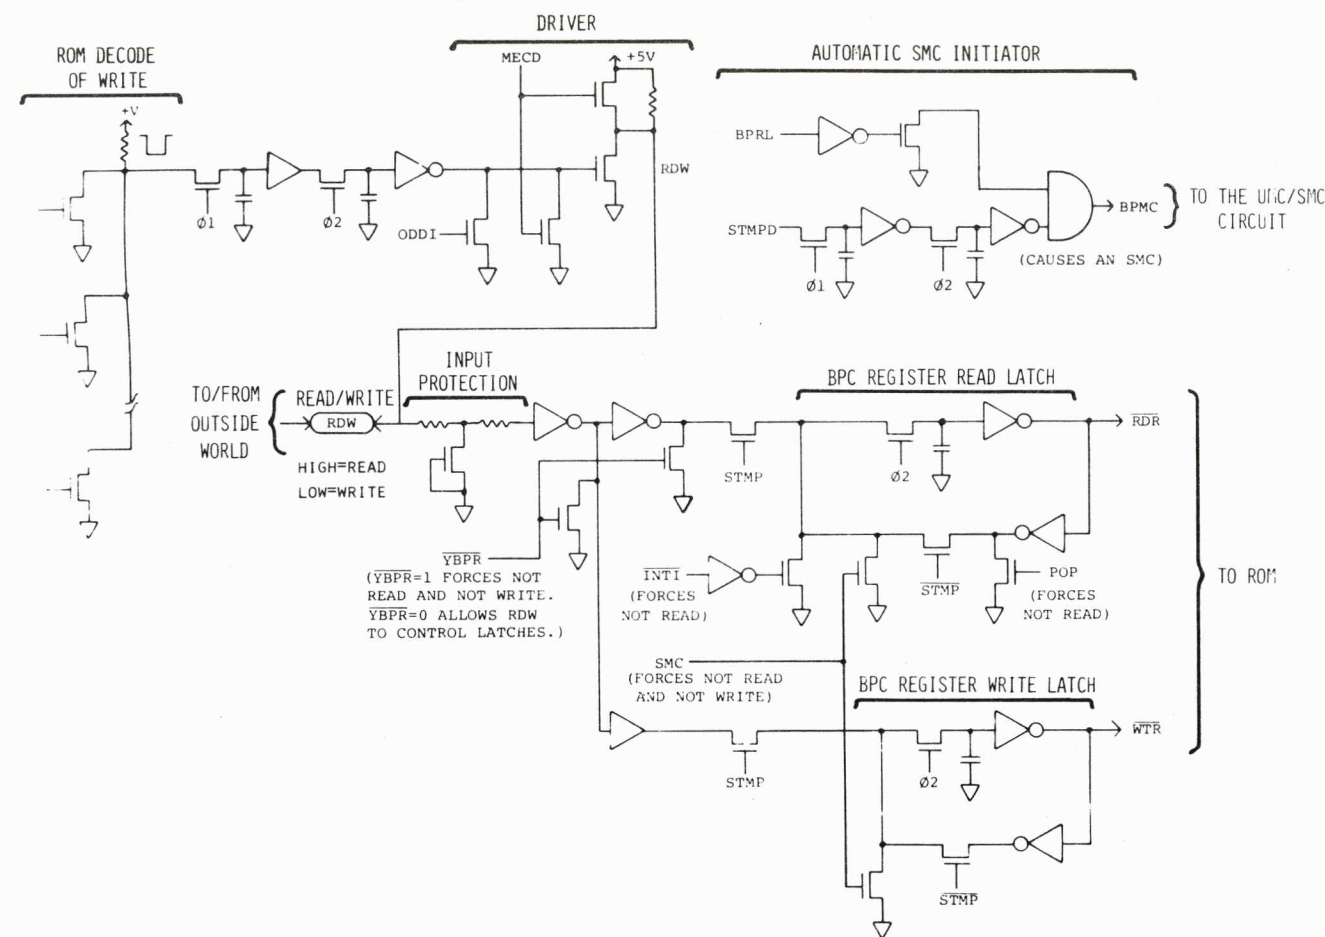 DRIVER
ROM DECODE
OF WRITE
MECD
+5V
AUTOMATIC SMC INITIATOR
+V
BPRL
RDW
Ø1
Ø2
ODDI
STMPD
BPMC
TO THE UMC/SMC
CIRCUIT
(CAUSES AN SMC)
Ø1
Ø2
INPUT
PROTECTION
BPC REGISTER READ LATCH
TO/FROM
OUTSIDE
WORLD
READ/WRITE
RDW
HIGH=READ
LOW=WRITE
STMP
Ø2
RDR
YBPR
(YBPR=1 FORCES NOT
READ AND NOT WRITE.
YBPR=0 ALLOWS RDW
TO CONTROL LATCHES.)
INTI
(FORCES
NOT READ)
STMP
POP
(FORCES
NOT READ)
TO ROM
SMC
(FORCES NOT READ
AND NOT WRITE)
BPC REGISTER WRITE LATCH
STMP
Ø2
WTR
STMP